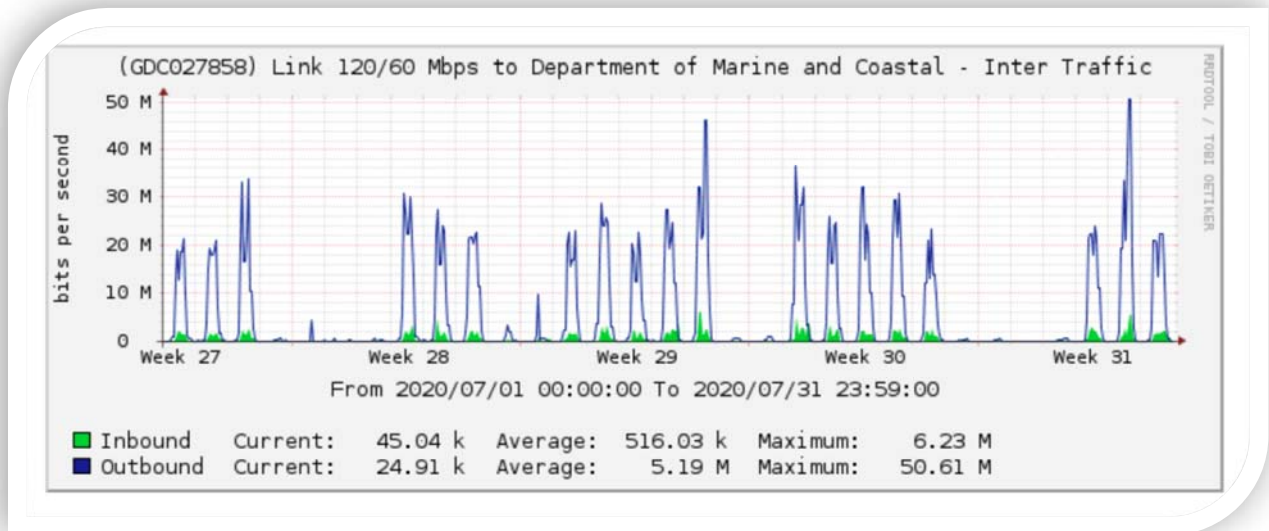 (GDC027858) Link 120/60 Mbps to Department of Marine and Coastal - Inter Traffic
RRDTOOL / TOBI OETIKER
bits per second
50 M
40 M
30 M
20 M
10 M
0
Week 27 Week 28 Week 29 Week 30 Week 31
From 2020/07/01 00:00:00 To 2020/07/31 23:59:00
Inbound Current: 45.04 k Average: 516.03 k Maximum: 6.23 M
Outbound Current: 24.91 k Average: 5.19 M Maximum: 50.61 M